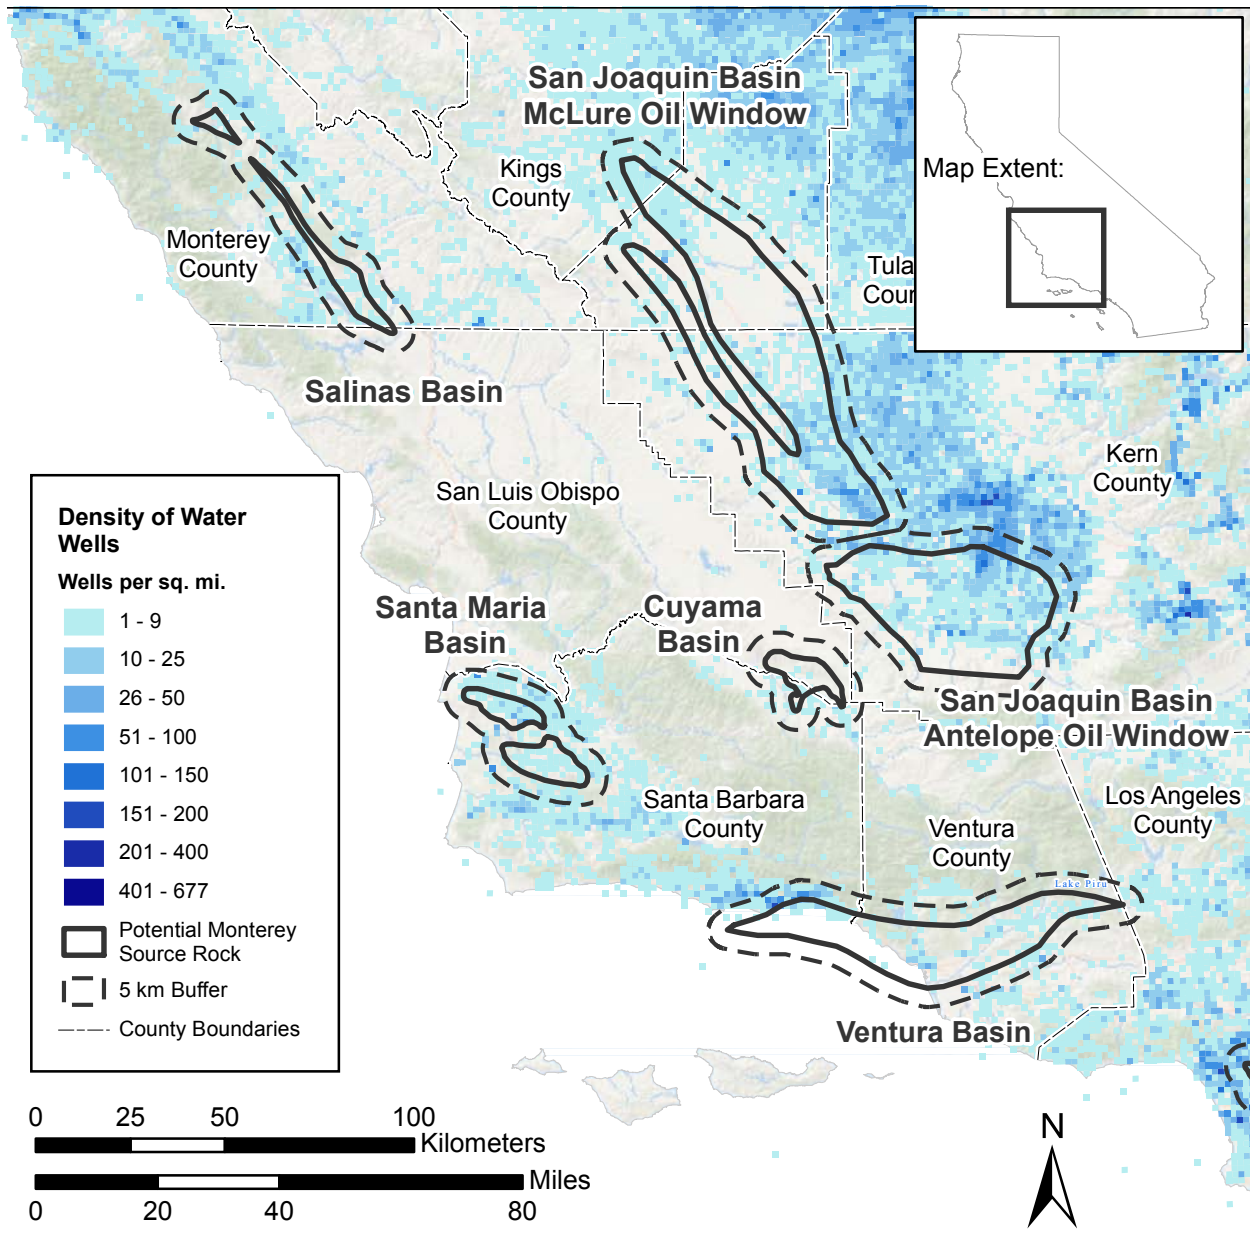 San Joaquin Basin
McLure Oil Window
Map Extent:
Kings
County
Monterey
County
Tula
Cour
Salinas Basin
Kern
County
San Luis Obispo
County
Density of Water
Wells
Wells per sq. mi.
1 - 9
10 - 25
26 - 50
51 - 100
101 - 150
151 - 200
201 - 400
401 - 677
Potential Monterey
Source Rock
5 km Buffer
County Boundaries
Santa Maria
Basin
Cuyama
Basin
San Joaquin Basin
Antelope Oil Window
Santa Barbara
County
Ventura
County
Los Angeles
County
Lake Piru
Ventura Basin
0 25 50 100
Kilometers
Miles
0 20 40 80
N